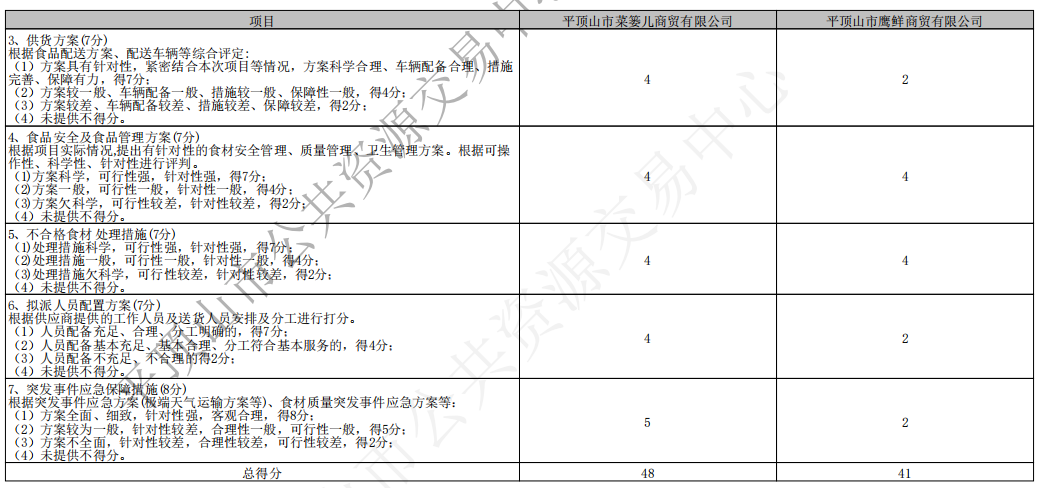 项目 平顶山市菜篓儿商贸有限公司 平顶山市鹰鲜商贸有限公司
3、供货方案(7分)
根据食品配送方案、配送车辆等综合评定:
（1）方案具有针对性，紧密结合本次项目等情况，方案科学合理、车辆配备合理、措施
完善、保障有力，得7分；
（2）方案较一般、车辆配备一般、措施较一般、保障性一般，得4分；
（3）方案较差、车辆配备较差、措施较差、保障较差，得2分；
（4）未提供不得分。
4 2
4、食品安全及食品管理方案(7分)
根据项目实际情况,提出有针对性的食材安全管理、质量管理、卫生管理方案。根据可操
作性、科学性、针对性进行评判。
(1)方案科学，可行性强，针对性强，得7分；
(2)方案一般，可行性一般，针对性一般，得4分；
(3)方案欠科学，可行性较差，针对性较差，得2分；
(4）未提供不得分。
4 4
5、不合格食材 处理措施(7分)
(1)处理措施科学，可行性强，针对性强，得7分；
(2)处理措施一般，可行性一般，针对性一般，得4分；
(3)处理措施欠科学，可行性较差，针对性较差，得2分；
(4）未提供不得分。
4 4
6、拟派人员配置方案(7分)
根据供应商提供的工作人员及送货人员安排及分工进行打分。
（1）人员配备充足、合理、分工明确的，得7分；
（2）人员配备基本充足、基本合理、分工符合基本服务的，得4分；
（3）人员配备不充足、不合理的得2分；
（4）未提供不得分。
4 2
7、突发事件应急保障措施(8分)
根据突发事件应急方案(极端天气运输方案等)、食材质量突发事件应急方案等：
（1）方案全面、细致，针对性强，客观合理，得8分；
（2）方案较为一般，针对性较差，合理性一般，可行性一般，得5分；
（3）方案不全面，针对性较差，合理性较差，可行性较差，得2分；
（4）未提供不得分。
5 2
总得分 48 41
平顶山市公共资源交易中心
市公共资源交易中心